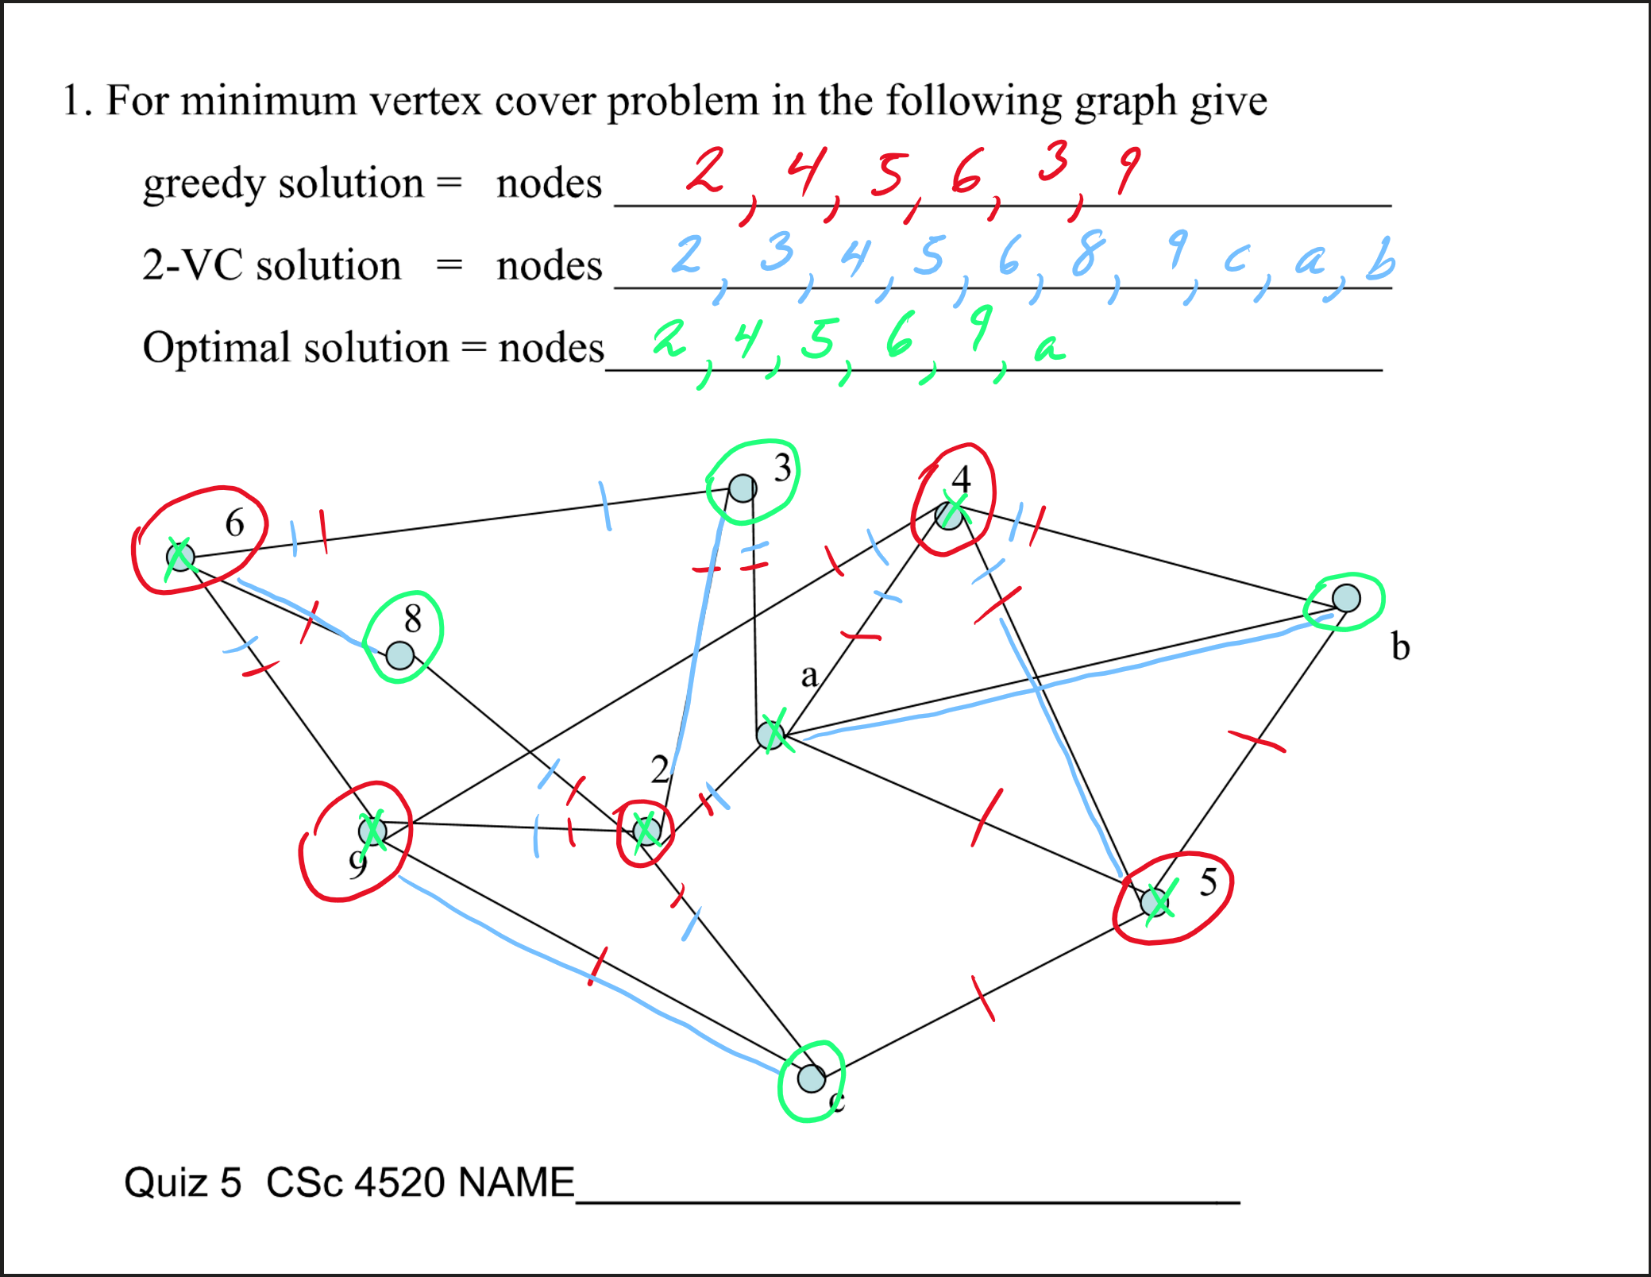 1. For minimum vertex cover problem in the following graph give
greedy solution = nodes 2, 4, 5, 6, 3, 9
2-VC solution = nodes 2, 3, 4, 5, 6, 8, 9, c, a, b
Optimal solution = nodes 2, 4, 5, 6, 9, a
3
4
6
8
b
a
2
9
5
c
Quiz 5 CSc 4520 NAME